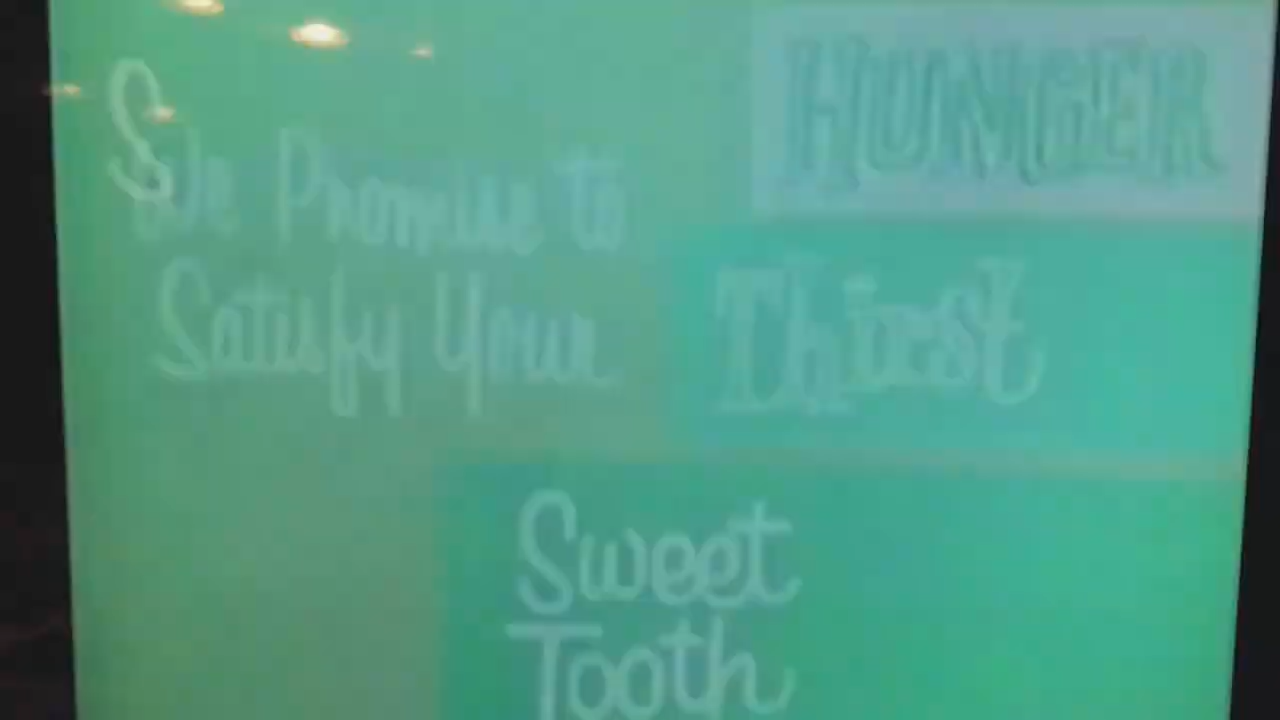 S
We Promise to
Satisfy Your
HUNGER
Thirst
Sweet
Tooth